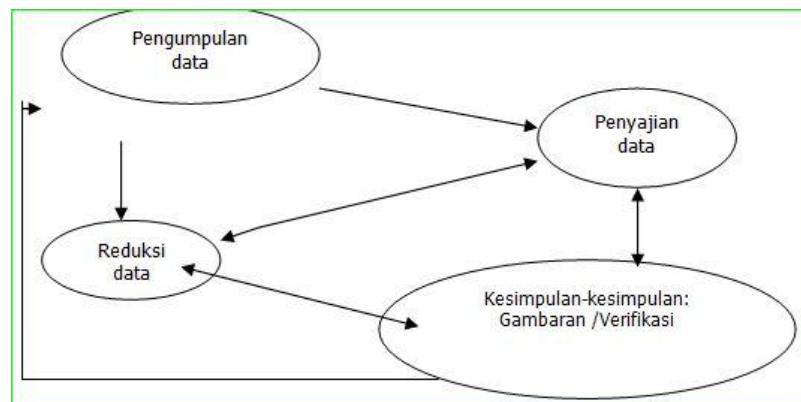 Pengumpulan
data
Penyajian
data
Reduksi
data
Kesimpulan-kesimpulan:
Gambaran /Verifikasi